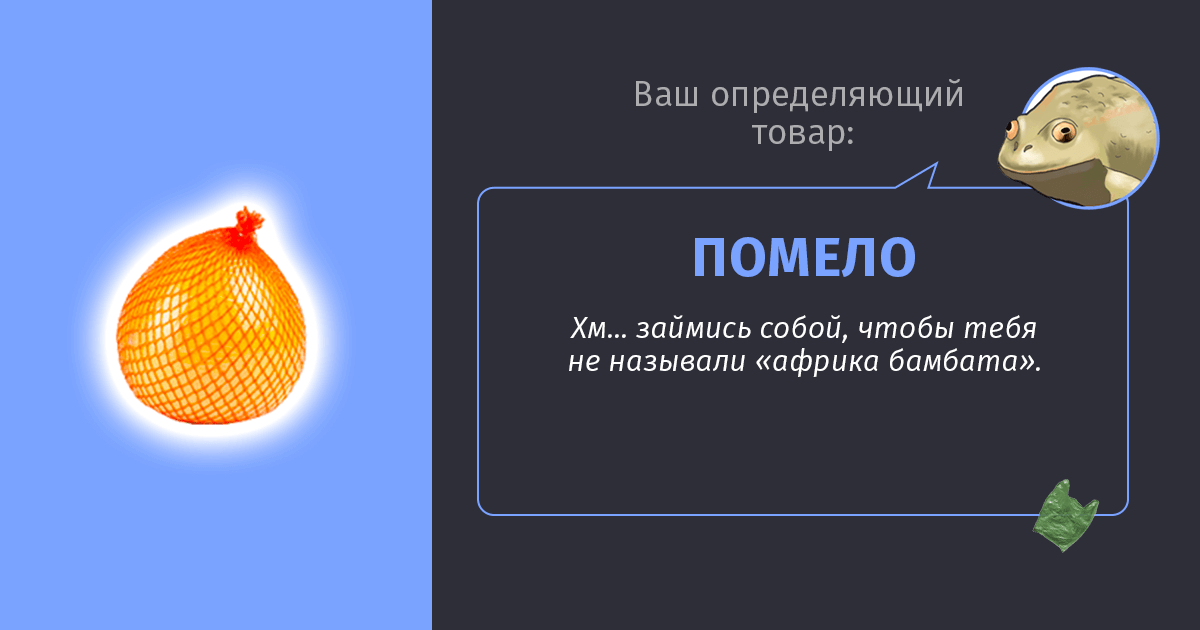 Ваш определяющий
товар:
ПОМЕЛО
Хм... займись собой, чтобы тебя
не называли «африка бамбата».